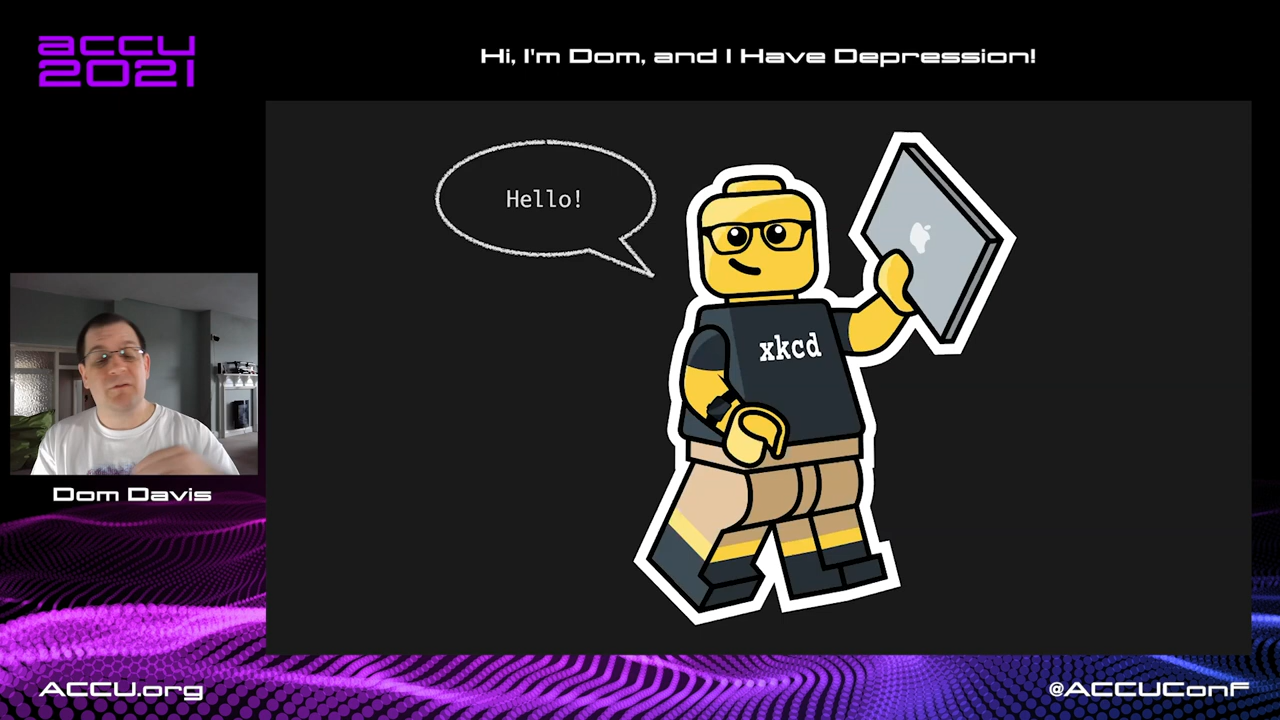 accu
2021
Hi, I'm Dom, and I Have Depression!
Hello!
xkcd
Dom Davis
ACCU.org
@ACCUConf